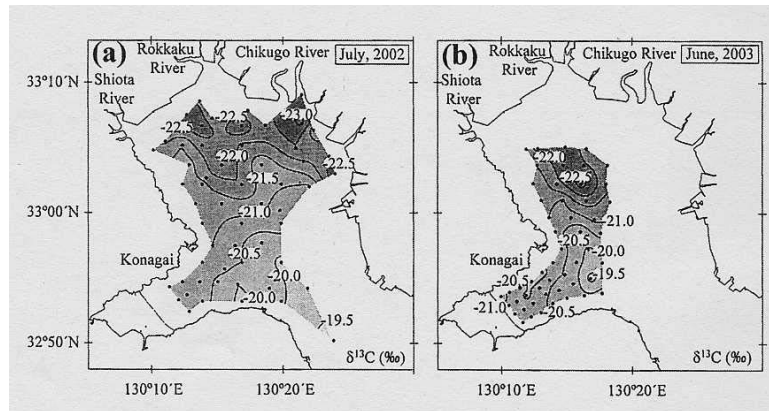 (a)
Rokkaku
River
Chikugo River
July, 2002
Shiota
River
33°10´N
33°00´N
32°50´N
-22.5
-22.5
-23.0
-22.5
-22.0
-21.5
-21.0
-20.5
-20.0
-20.0
-19.5
Konagai
δ¹³C (‰)
130°10´E
130°20´E
(b)
Rokkaku
River
Chikugo River
June, 2003
Shiota
River
-22.0
-22.5
-21.0
-20.5
-20.0
-19.5
-20.5
-21.0
-20.5
Konagai
δ¹³C (‰)
130°10´E
130°20´E